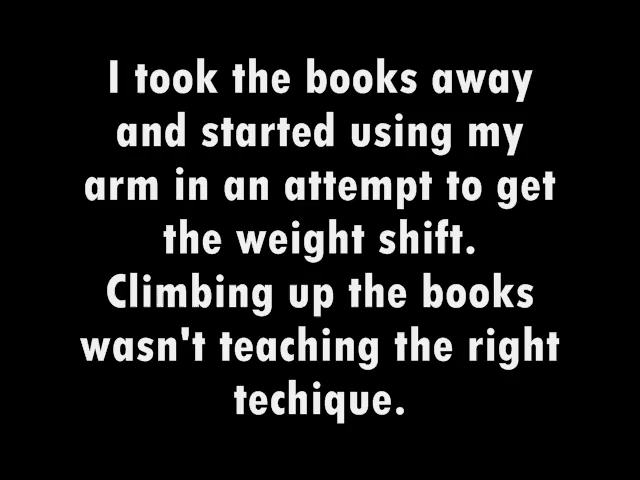 I took the books away
and started using my
arm in an attempt to get
the weight shift.
Climbing up the books
wasn't teaching the right
techique.